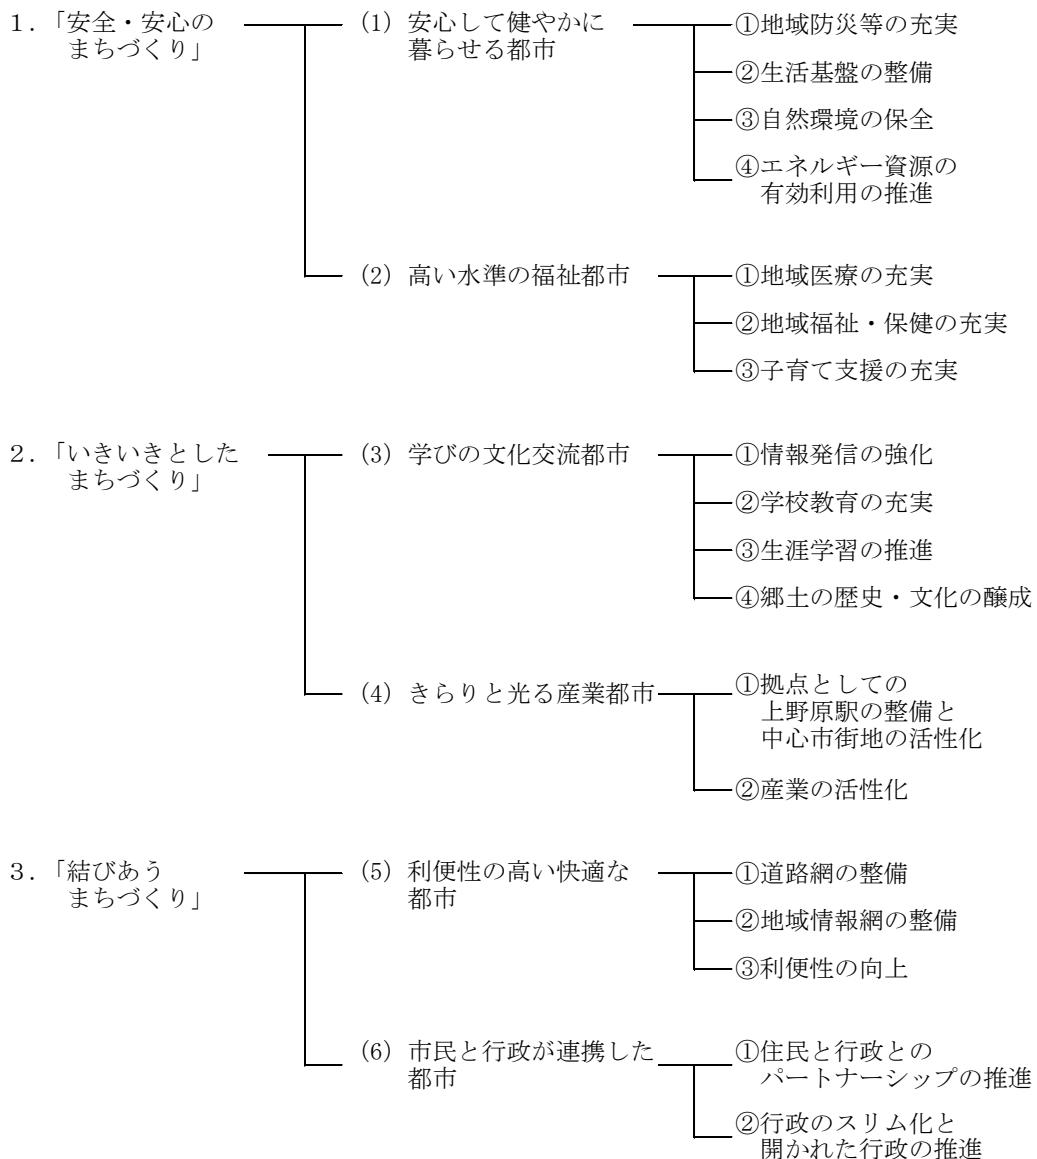 １．「安全・安心の
まちづくり」
(1) 安心して健やかに
暮らせる都市
①地域防災等の充実
②生活基盤の整備
③自然環境の保全
④エネルギー資源の
有効利用の推進
(2) 高い水準の福祉都市
①地域医療の充実
②地域福祉・保健の充実
③子育て支援の充実
２．「いきいきとした
まちづくり」
(3) 学びの文化交流都市
①情報発信の強化
②学校教育の充実
③生涯学習の推進
④郷土の歴史・文化の醸成
(4) きらりと光る産業都市
①拠点としての
上野原駅の整備と
中心市街地の活性化
②産業の活性化
３．「結びあう
まちづくり」
(5) 利便性の高い快適な
都市
①道路網の整備
②地域情報網の整備
③利便性の向上
(6) 市民と行政が連携した
都市
①住民と行政との
パートナーシップの推進
②行政のスリム化と
開かれた行政の推進